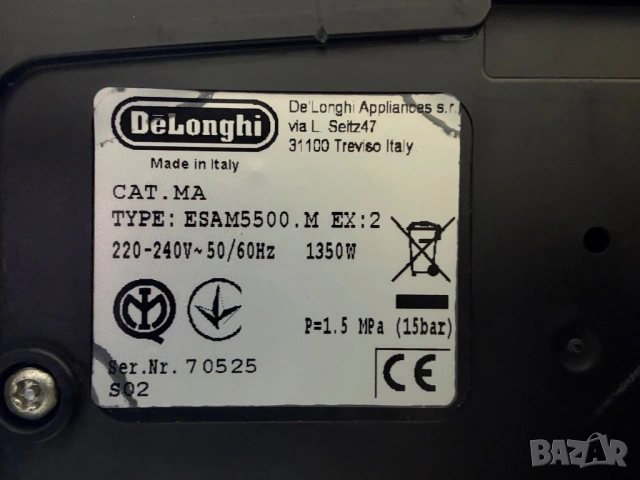 DeLonghi
Made in Italy
De'Longhi Appliances s.r.l
via L. Seitz47
31100 Treviso Italy
CAT.MA
TYPE: ESAM5500.M EX:2
220-240V~50/60Hz 1350W
P=1.5 MPa (15bar)
Ser.Nr. 70525
S02
CE
BAZAR